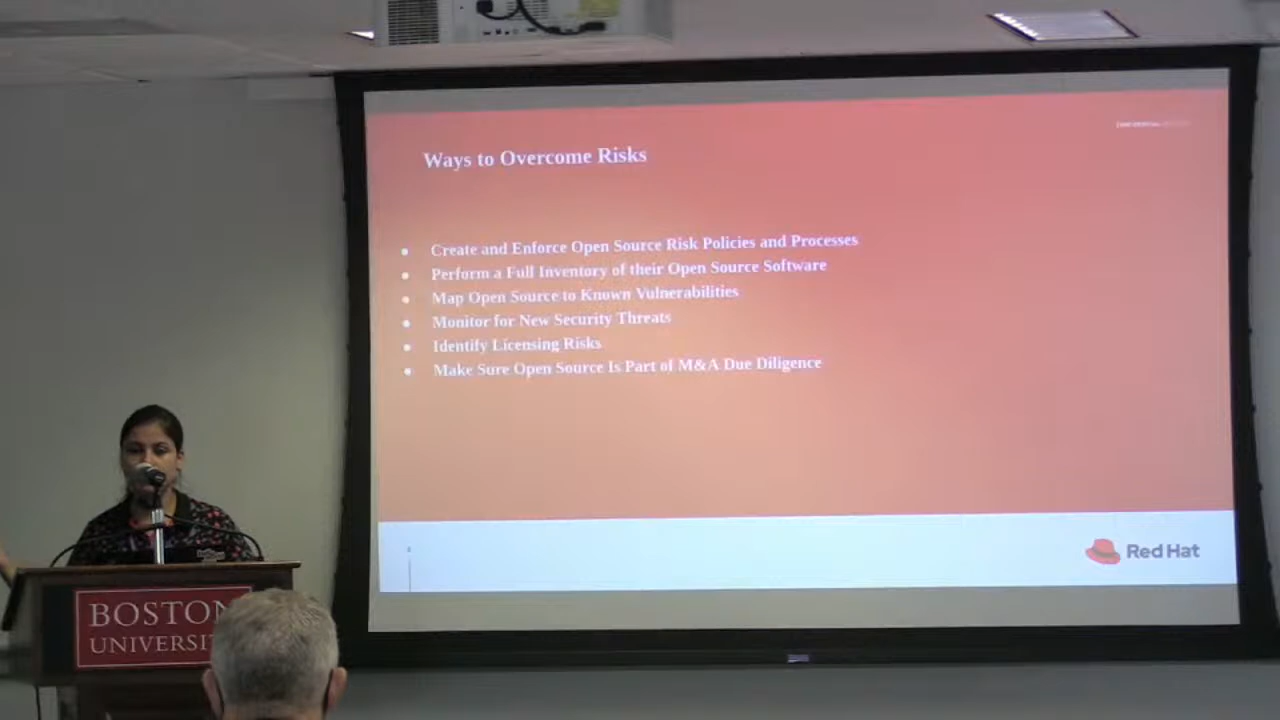 Ways to Overcome Risks
Create and Enforce Open Source Risk Policies and Processes
Perform a Full Inventory of their Open Source Software
Map Open Source to Known Vulnerabilities
Monitor for New Security Threats
Identify Licensing Risks
Make Sure Open Source Is Part of M&A Due Diligence
Red Hat
BOSTON
UNIVERSI